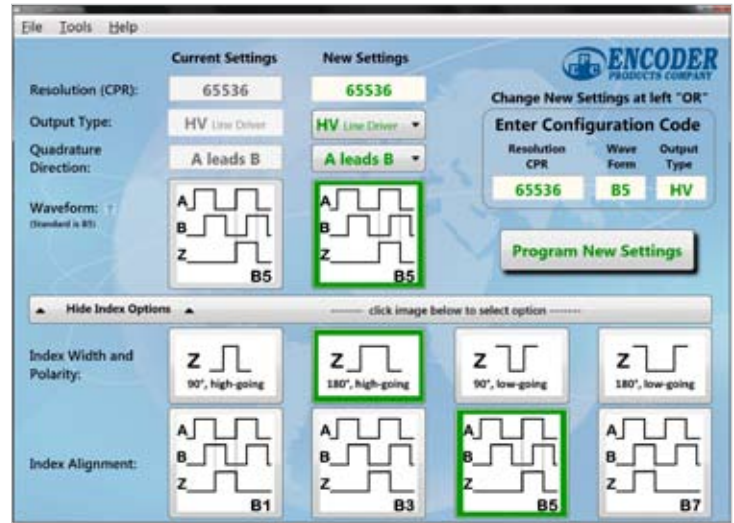 File Tools Help
Current Settings New Settings
ENCODER
PRODUCTS COMPANY
Resolution (CPR): 65536 65536
Change New Settings at left "OR"
Output Type: HV Line Driver HV Line Driver
Enter Configuration Code
Quadrature Direction: A leads B A leads B
Resolution CPR Wave Form Output Type
65536 B5 HV
Waveform: ?
(Standard is B5)
A B Z B5
A B Z B5
Program New Settings
Hide Index Options ------ click image below to select option ------
Index Width and Polarity:
Z 90°, high-going
Z 180°, high-going
Z 90°, low-going
Z 180°, low-going
Index Alignment:
A B Z B1
A B Z B3
A B Z B5
A B Z B7